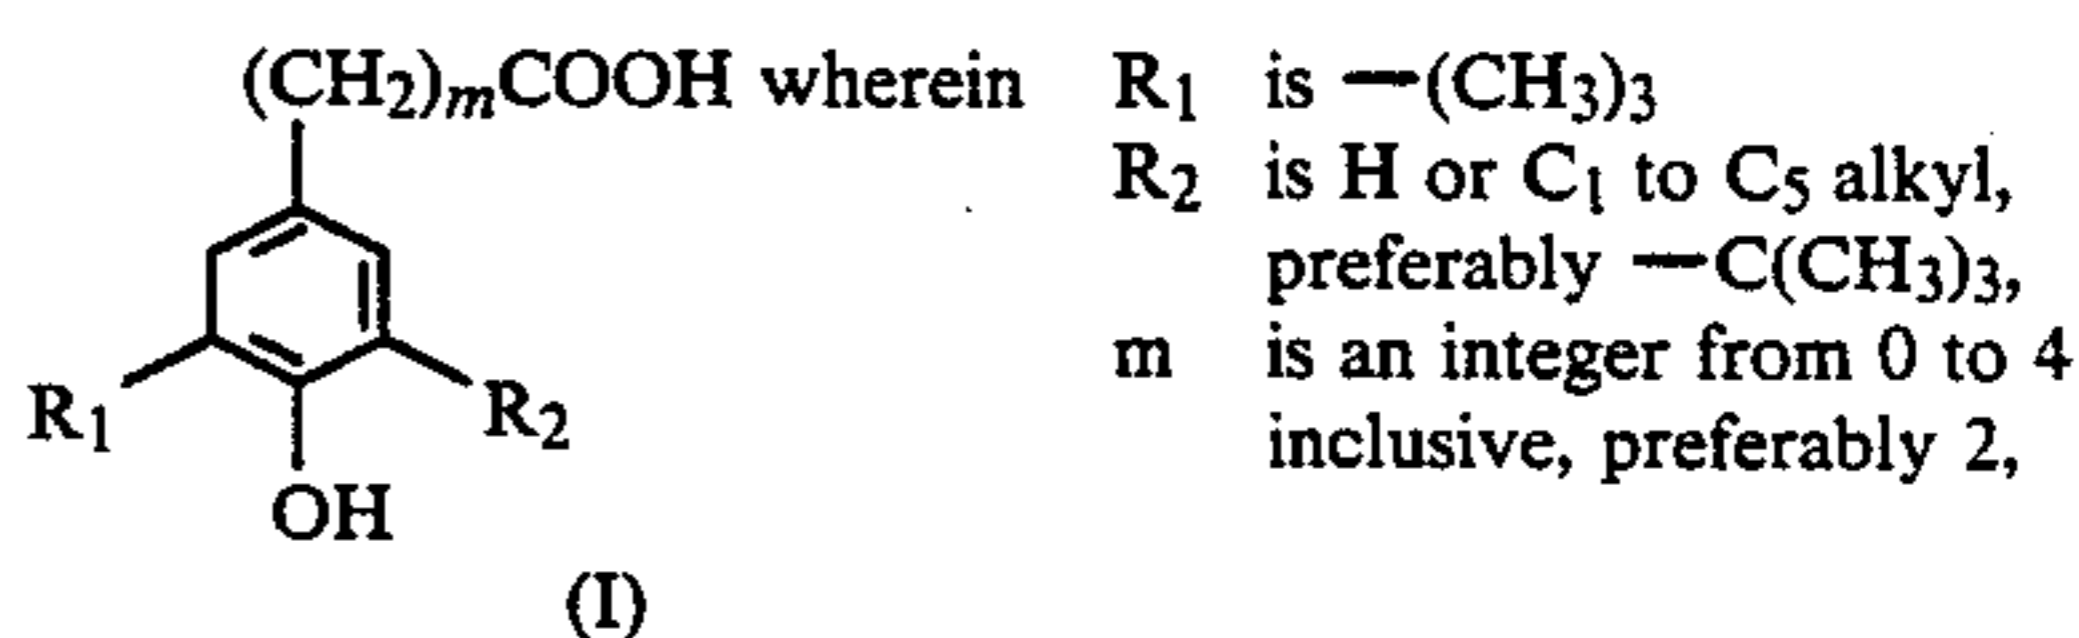 (CH2)mCOOH wherein R1 is —(CH3)3
R2 is H or C1 to C5 alkyl,
preferably —C(CH3)3,
m is an integer from 0 to 4
R1 R2 inclusive, preferably 2,
OH
(I)